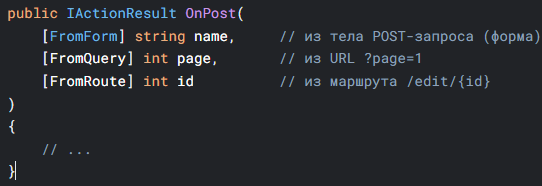 public IActionResult OnPost(
    [FromForm] string name,      // из тела POST-запроса (форма)
    [FromQuery] int page,        // из URL ?page=1
    [FromRoute] int id           // из маршрута /edit/{id}
)
{
    // ...
}